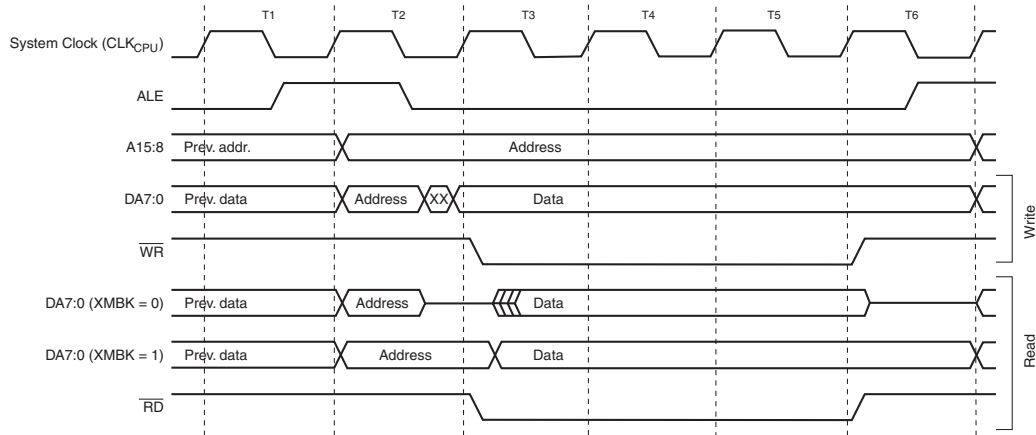 T1 T2 T3 T4 T5 T6
System Clock (CLKCPU)
ALE
A15:8 Prev. addr. Address
DA7:0 Prev. data Address XX Data
WR
Write
DA7:0 (XMBK = 0) Prev. data Address Data
DA7:0 (XMBK = 1) Prev. data Address Data
RD
Read